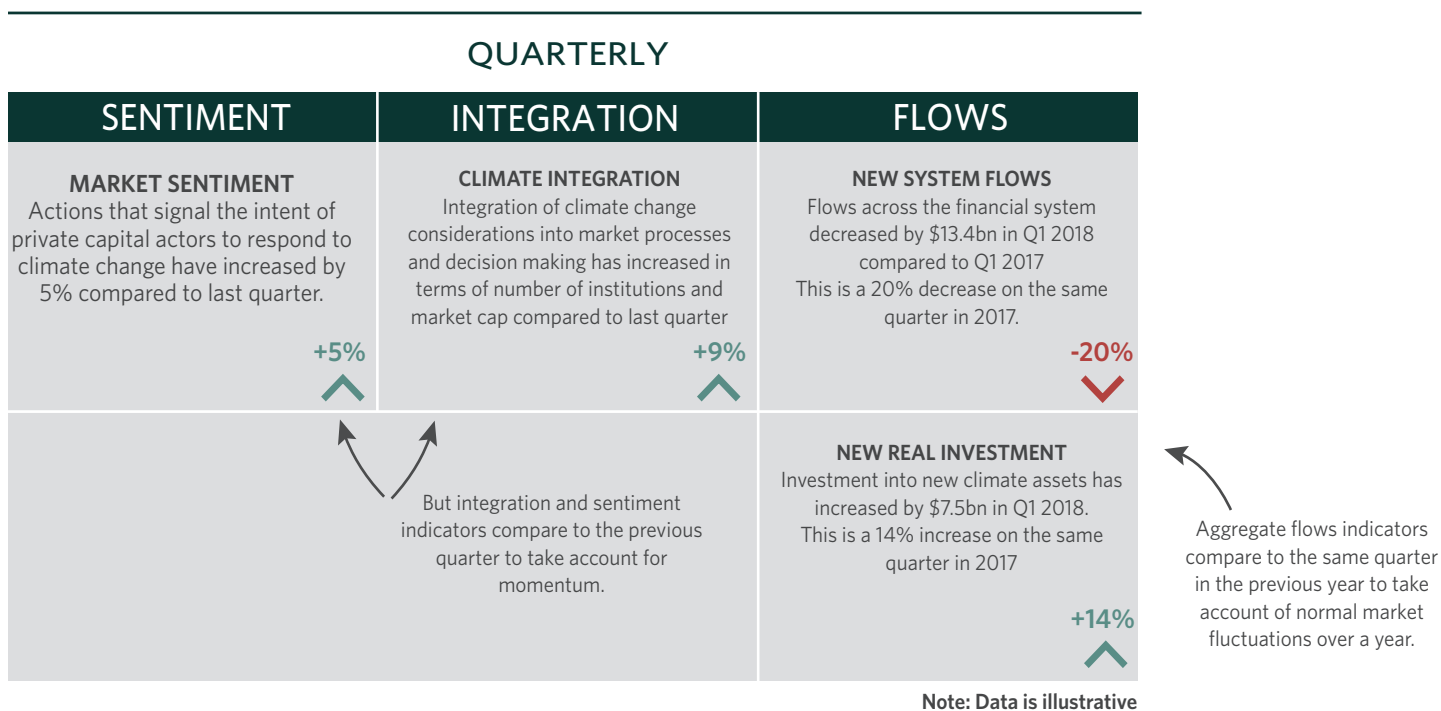 QUARTERLY
SENTIMENT
INTEGRATION
FLOWS
MARKET SENTIMENT
Actions that signal the intent of
private capital actors to respond to
climate change have increased by
5% compared to last quarter.
+5%
CLIMATE INTEGRATION
Integration of climate change
considerations into market processes
and decision making has increased in
terms of number of institutions and
market cap compared to last quarter
+9%
NEW SYSTEM FLOWS
Flows across the financial system
decreased by $13.4bn in Q1 2018
compared to Q1 2017
This is a 20% decrease on the same
quarter in 2017.
-20%
But integration and sentiment
indicators compare to the previous
quarter to take account for
momentum.
NEW REAL INVESTMENT
Investment into new climate assets has
increased by $7.5bn in Q1 2018.
This is a 14% increase on the same
quarter in 2017
+14%
Aggregate flows indicators
compare to the same quarter
in the previous year to take
account of normal market
fluctuations over a year.
Note: Data is illustrative